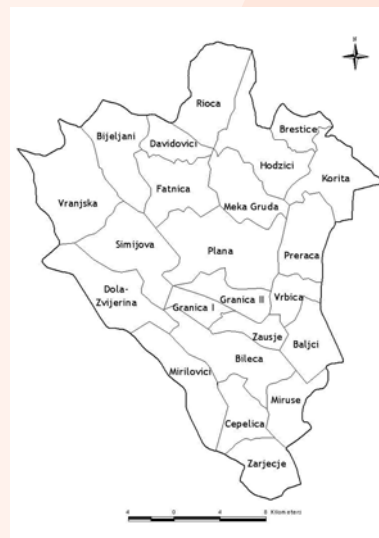 N
Rioca
Brestice
Bijeljani
Davidovici
Hodzici
Korita
Fatnica
Vranjska
Meka Gruda
Simijova
Plana
Preraca
Dola-
Zvijerina
Granica II
Vrbica
Granica I
Zausje
Baljci
Bileca
Mirilovici
Miruse
Cepelica
Zarjecje
4 0 4 8 Kilometers